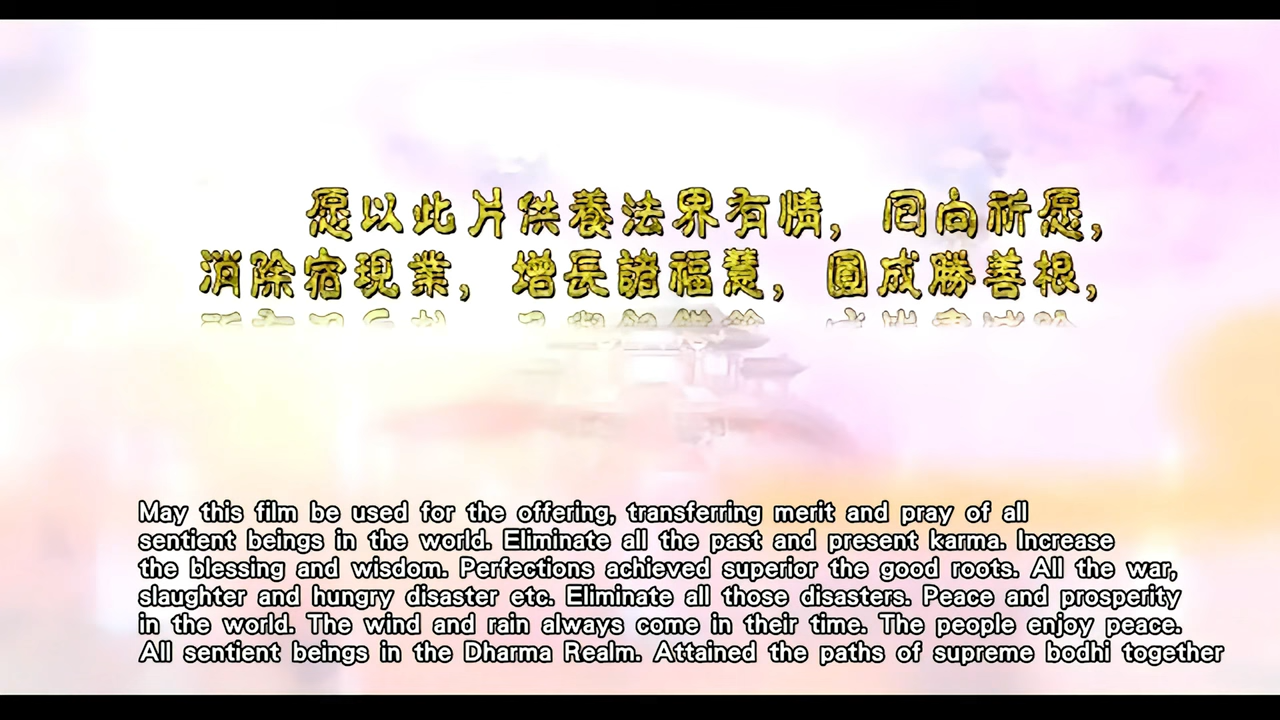 愿以此片供養法界有情，回向祈愿，
消除宿現業，增長諸福慧，圓成勝善根，
May this film be used for the offering, transferring merit and pray of all
sentient beings in the world. Eliminate all the past and present karma. Increase
the blessing and wisdom. Perfections achieved superior the good roots. All the war,
slaughter and hungry disaster etc. Eliminate all those disasters. Peace and prosperity
in the world. The wind and rain always come in their time. The people enjoy peace.
All sentient beings in the Dharma Realm. Attained the paths of supreme bodhi together